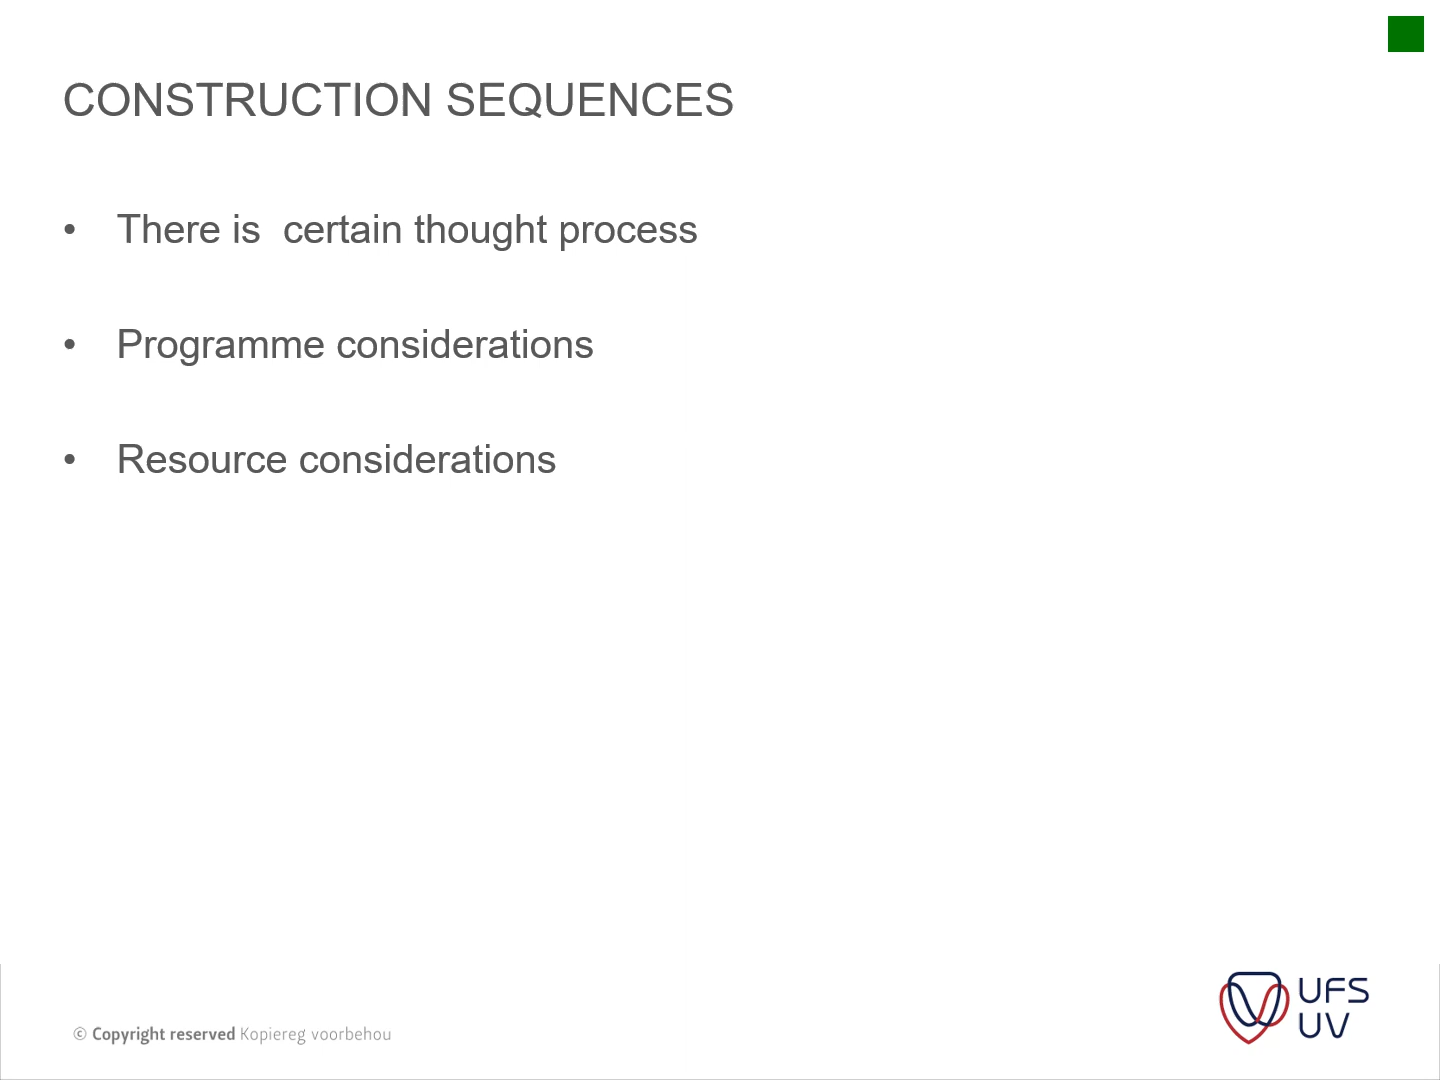 CONSTRUCTION SEQUENCES
• There is  certain thought process
• Programme considerations
• Resource considerations
© Copyright reserved Kopiereg voorbehou
UFS
UV